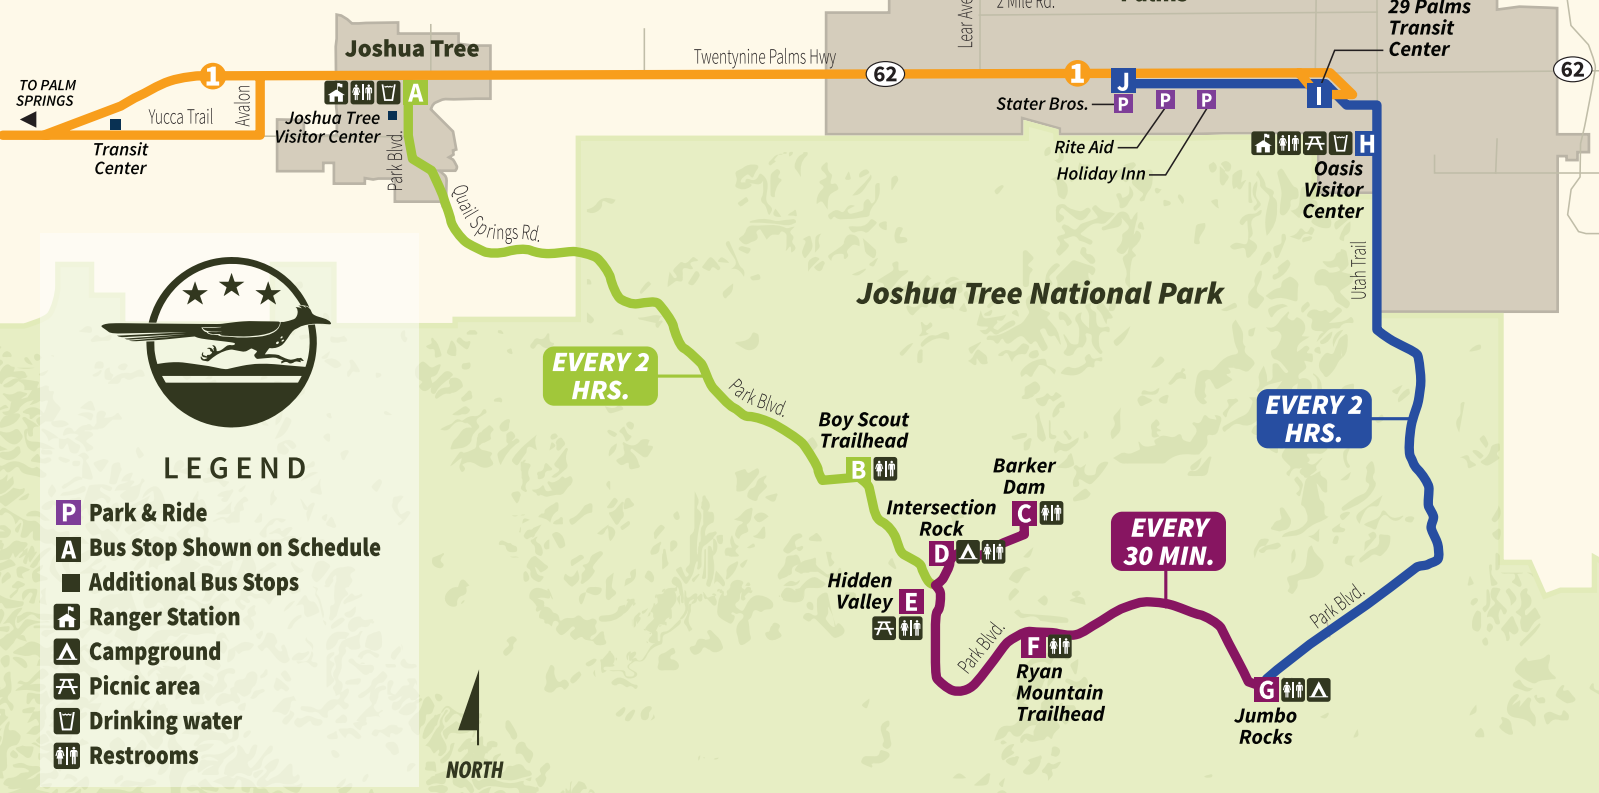 Lear Ave
2 Mile Rd.
29 Palms
Transit
Center
Joshua Tree
Twentynine Palms Hwy
62
62
1
1
TO PALM
SPRINGS
Yucca Trail
Avalon
Transit
Center
A
Joshua Tree
Visitor Center
Park Blvd.
Quail Springs Rd.
J
I
Stater Bros.
P
P
P
Rite Aid
Holiday Inn
H
Oasis
Visitor
Center
Utah Trail
Joshua Tree National Park
EVERY 2
HRS.
Park Blvd.
EVERY 2
HRS.
Boy Scout
Trailhead
B
Barker
Dam
C
Intersection
Rock
D
EVERY
30 MIN.
Hidden
Valley
E
Park Blvd.
F
Ryan
Mountain
Trailhead
Park Blvd.
G
Jumbo
Rocks
LEGEND
P Park & Ride
A Bus Stop Shown on Schedule
Additional Bus Stops
Ranger Station
Campground
Picnic area
Drinking water
Restrooms
NORTH